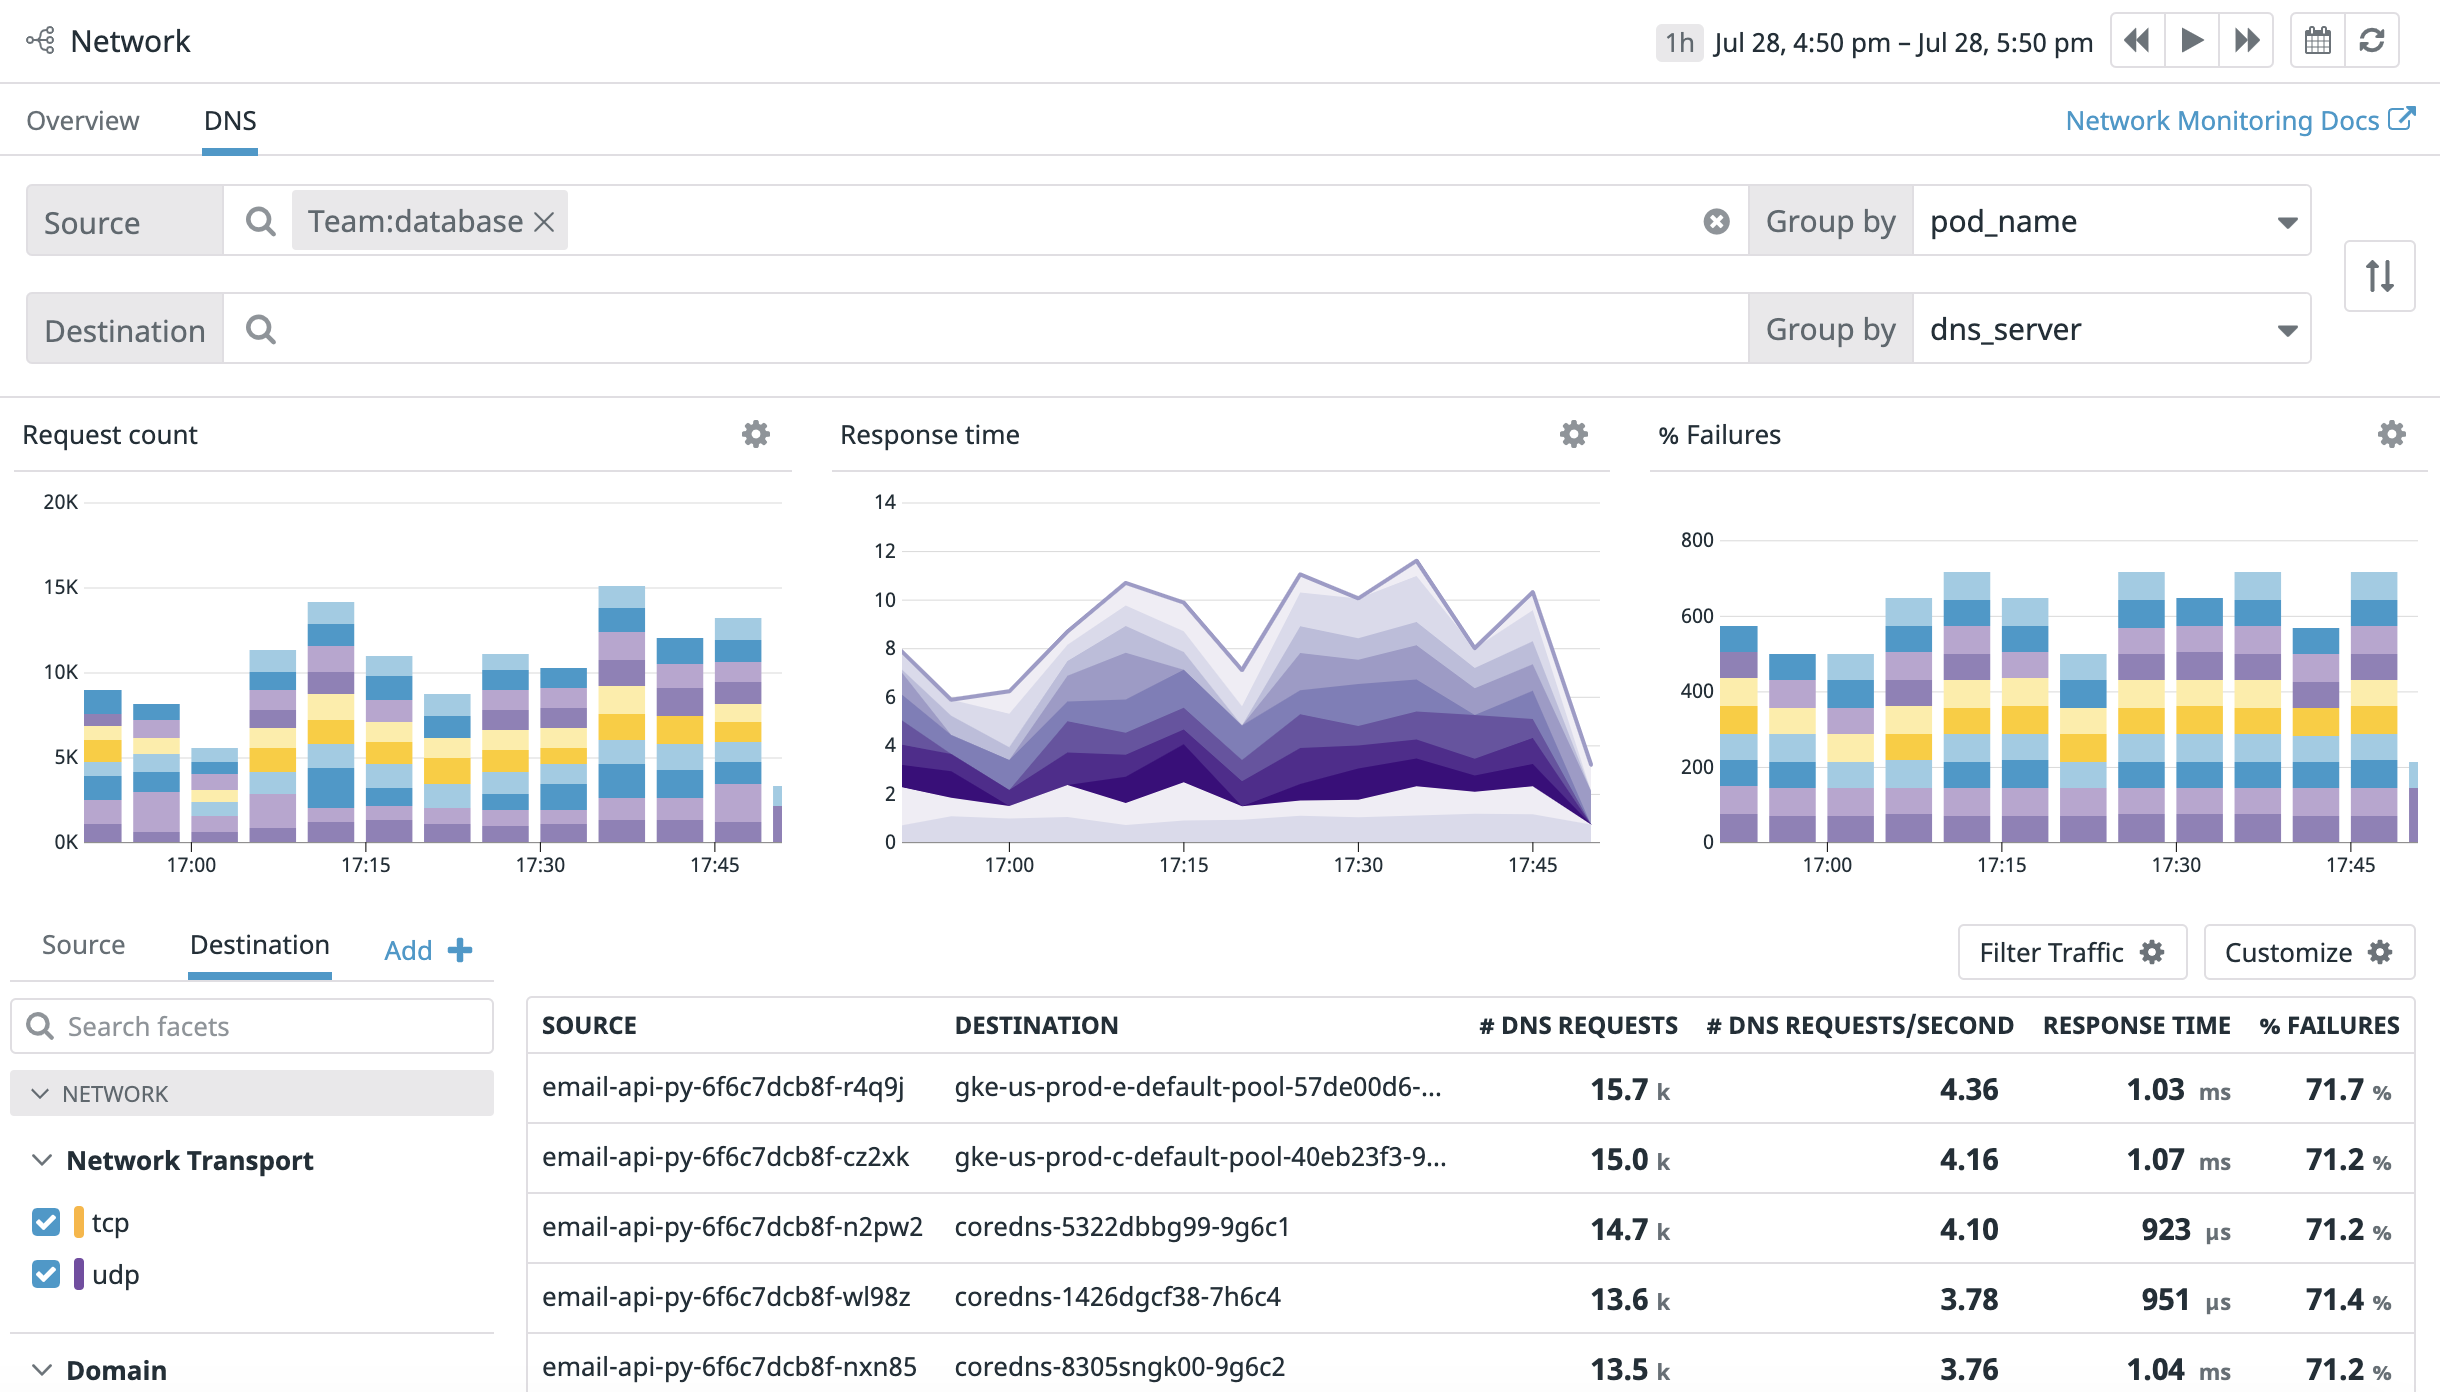 Network
1h Jul 28, 4:50 pm – Jul 28, 5:50 pm
Overview DNS Network Monitoring Docs
Source Team:database Group by pod_name
Destination Group by dns_server
Request count
20K
15K
10K
5K
0K
17:00 17:15 17:30 17:45
Response time
14
12
10
8
6
4
2
0
17:00 17:15 17:30 17:45
% Failures
800
600
400
200
0
17:00 17:15 17:30 17:45
Source Destination Add
Filter Traffic Customize
Search facets
NETWORK
Network Transport
tcp
udp
Domain
SOURCE DESTINATION # DNS REQUESTS # DNS REQUESTS/SECOND RESPONSE TIME % FAILURES
email-api-py-6f6c7dcb8f-r4q9j gke-us-prod-e-default-pool-57de00d6-... 15.7 k 4.36 1.03 ms 71.7 %
email-api-py-6f6c7dcb8f-cz2xk gke-us-prod-c-default-pool-40eb23f3-9... 15.0 k 4.16 1.07 ms 71.2 %
email-api-py-6f6c7dcb8f-n2pw2 coredns-5322dbbg99-9g6c1 14.7 k 4.10 923 µs 71.2 %
email-api-py-6f6c7dcb8f-wl98z coredns-1426dgcf38-7h6c4 13.6 k 3.78 951 µs 71.4 %
email-api-py-6f6c7dcb8f-nxn85 coredns-8305sngk00-9g6c2 13.5 k 3.76 1.04 ms 71.2 %